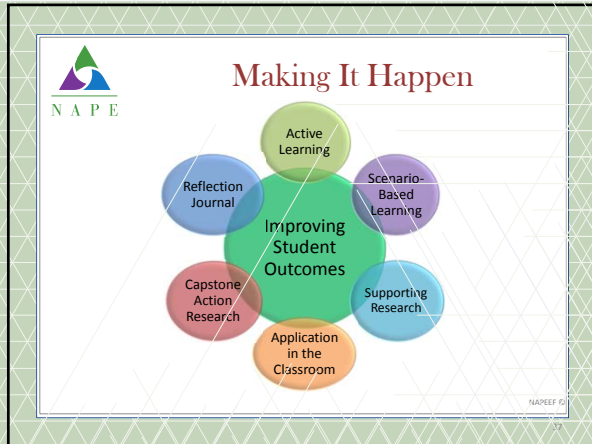 NAPE
Making It Happen
Active
Learning
Scenario-
Based
Learning
Supporting
Research
Application
in the
Classroom
Capstone
Action
Research
Reflection
Journal
Improving
Student
Outcomes
NAPEEF ©
37